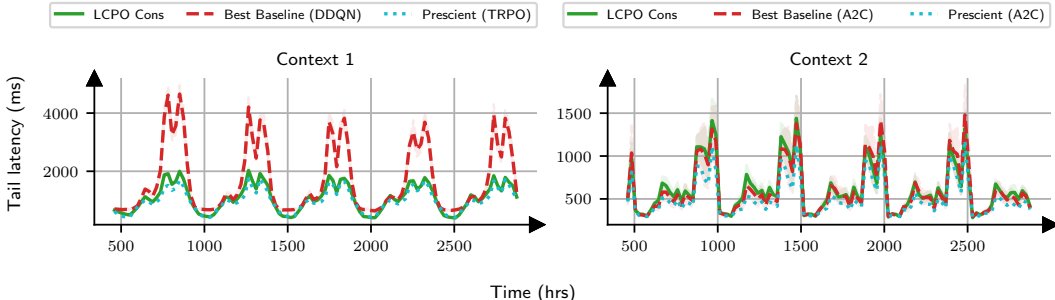 LCPO Cons Best Baseline (DDQN) Prescient (TRPO)
LCPO Cons Best Baseline (A2C) Prescient (A2C)
Context 1
Tail latency (ms)
4000
2000
500 1000 1500 2000 2500
Context 2
1500
1000
500
500 1000 1500 2000 2500
Time (hrs)